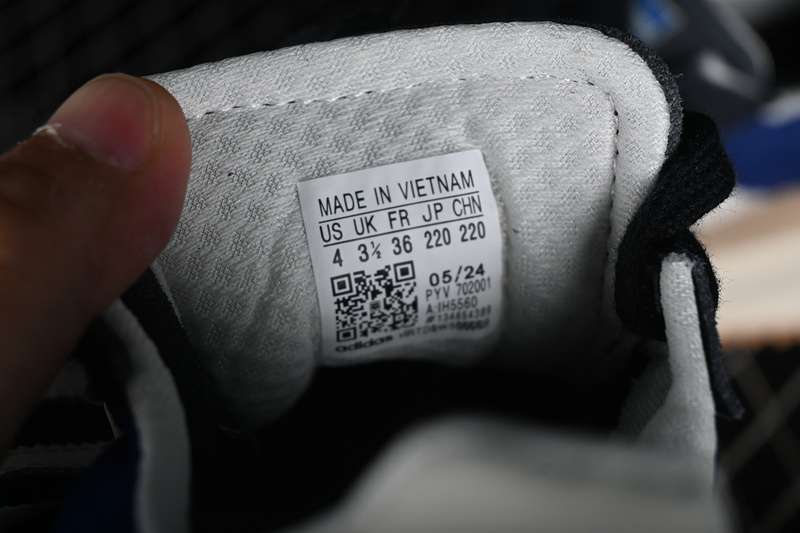 MADE IN VIETNAM
US UK FR JP CHN
4 3½ 36 220 220
05/24
PYV 702001
A IH5560
adidas